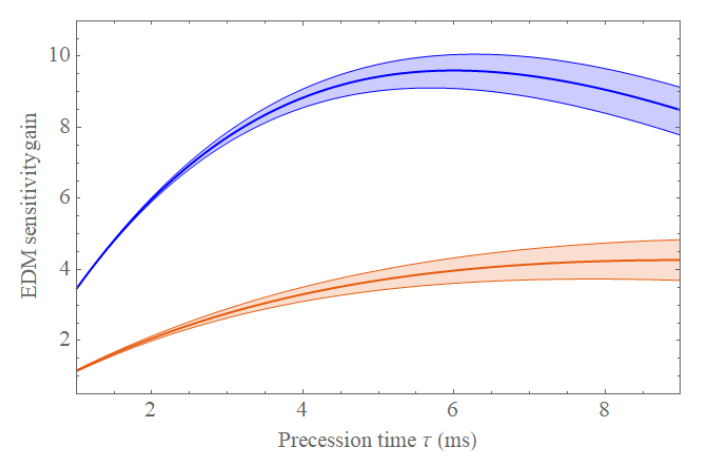 10
8
6
4
2
EDM sensitivitygain
2 4 6 8
Precession time τ (ms)